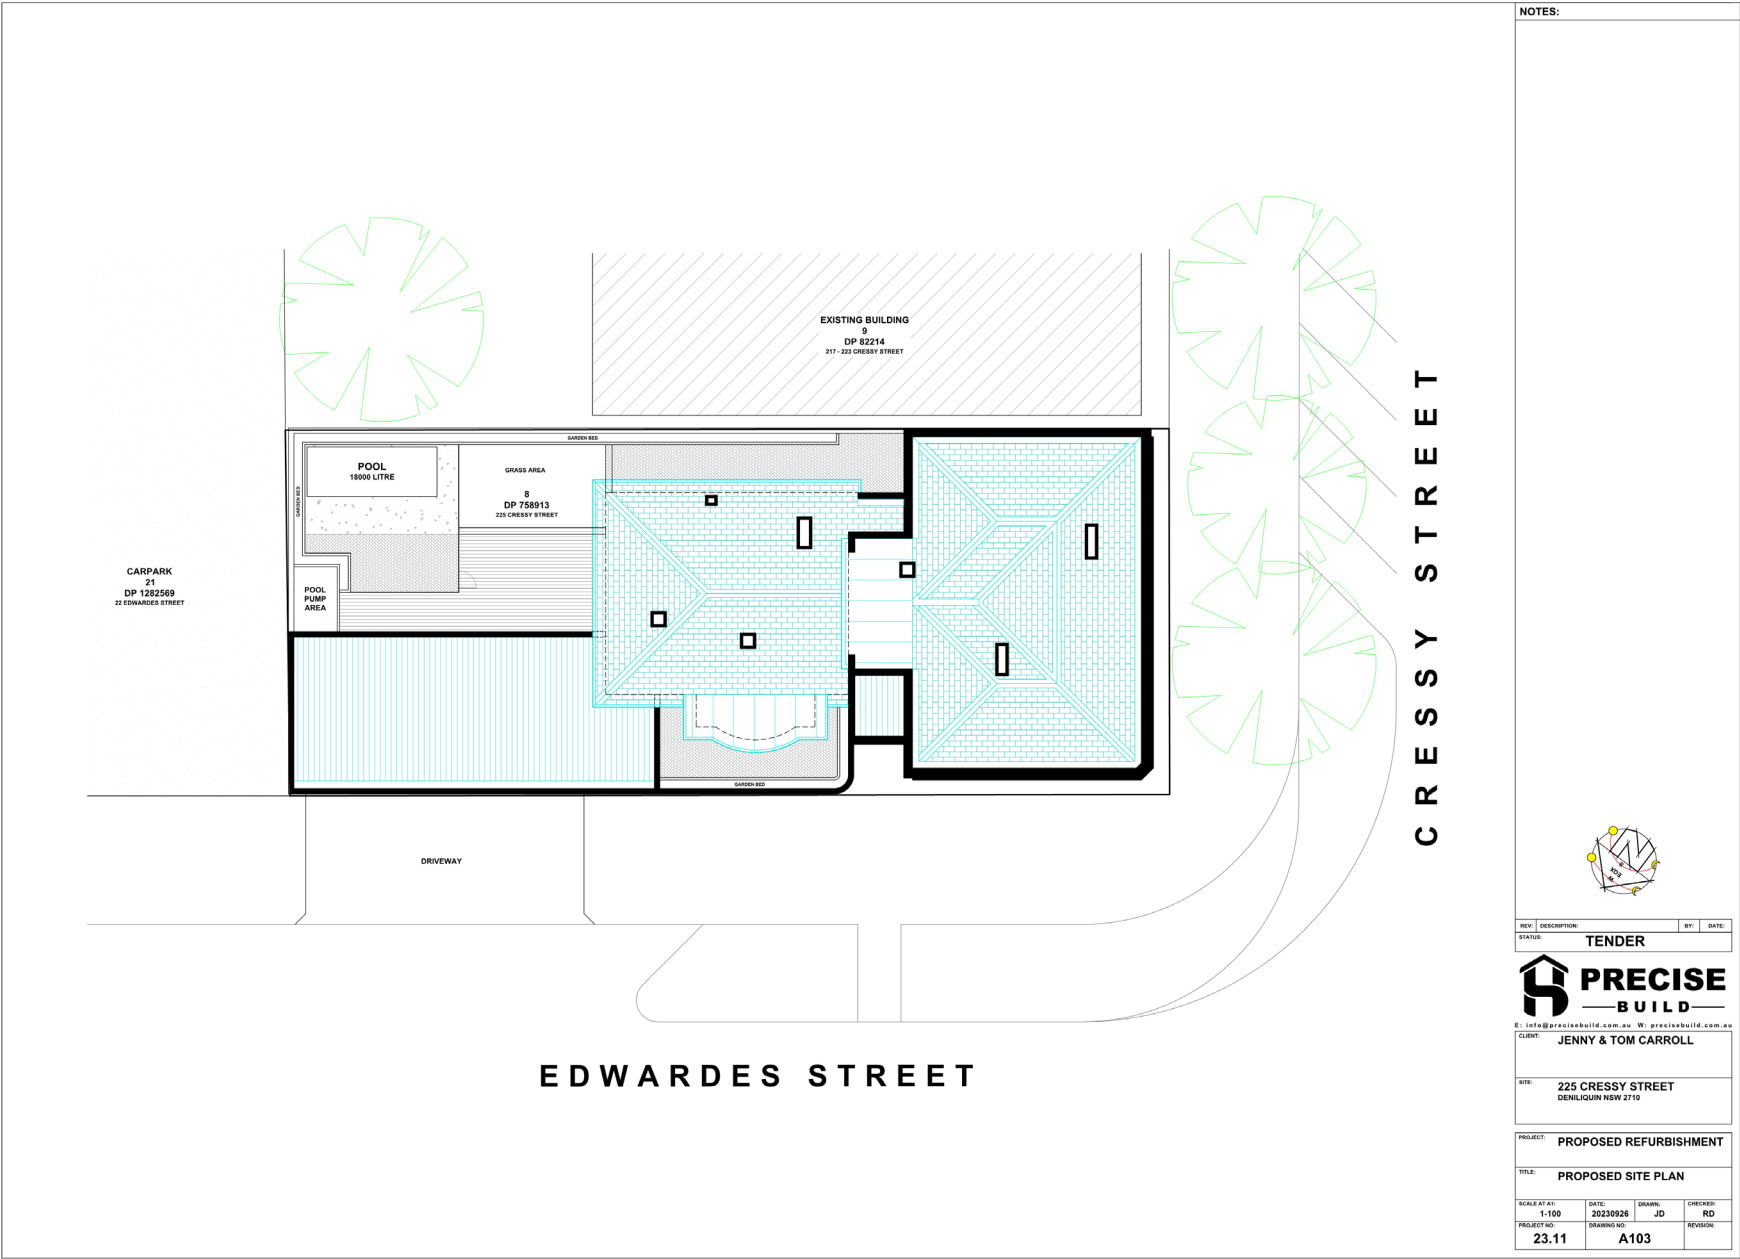 NOTES:
EXISTING BUILDING
9
DP 82214
217 - 223 CRESSY STREET
GARDEN BED
POOL
18000 LITRE
GRASS AREA
8
DP 758913
225 CRESSY STREET
GARDEN BED
CARPARK
21
DP 1282569
22 EDWARDES STREET
POOL
PUMP
AREA
GARDEN BED
DRIVEWAY
CRESSY STREET
EDWARDES STREET
N
W
REV: DESCRIPTION: BY: DATE:
STATUS: TENDER
PRECISE
BUILD
E: info@precisebuild.com.au W: precisebuild.com.au
CLIENT: JENNY & TOM CARROLL
SITE: 225 CRESSY STREET
DENILIQUIN NSW 2710
PROJECT: PROPOSED REFURBISHMENT
TITLE: PROPOSED SITE PLAN
SCALE AT A1: DATE: DRAWN: CHECKED:
1-100 20230926 JD RD
PROJECT NO: DRAWING NO: REVISION:
23.11 A103